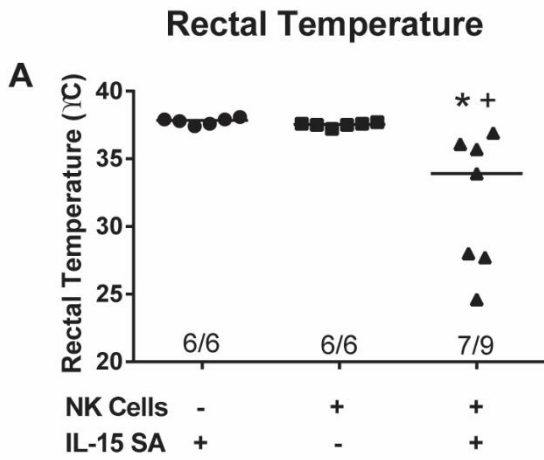 Rectal Temperature
A
Rectal Temperature (ϒC)
40
35
30
25
20
* +
6/6 6/6 7/9
NK Cells - + +
IL-15 SA + - +